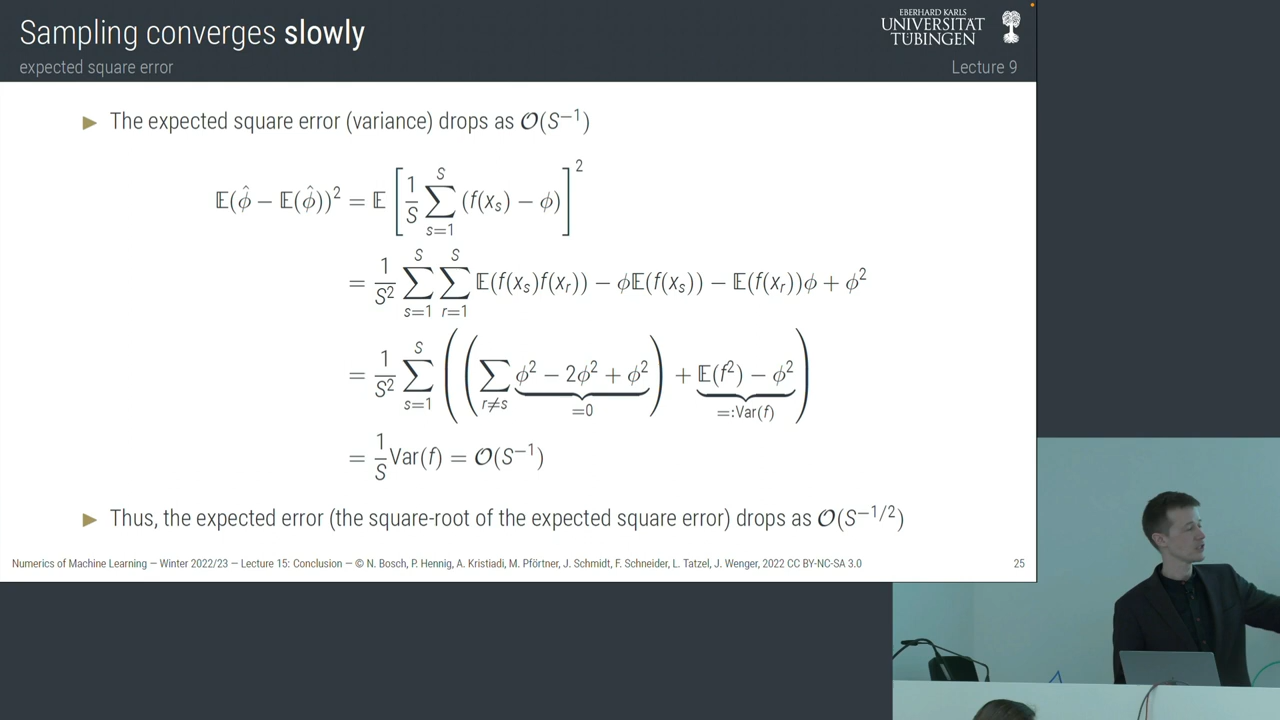 Sampling converges slowly
expected square error
EBERHARD KARLS
UNIVERSITÄT
TÜBINGEN
Lecture 9
▶ The expected square error (variance) drops as 𝒪(S⁻¹)
𝔼(ϕ̂ − 𝔼(ϕ̂))² = 𝔼 [ 1/S ∑_{s=1}^{S} (f(x_s) − ϕ) ]²
= 1/S² ∑_{s=1}^{S} ∑_{r=1}^{S} 𝔼(f(x_s)f(x_r)) − ϕ𝔼(f(x_s)) − 𝔼(f(x_r))ϕ + ϕ²
= 1/S² ∑_{s=1}^{S} ( ( ∑_{r≠s} ϕ² − 2ϕ² + ϕ² ) + 𝔼(f²) − ϕ² )
=0 =:Var(f)
= 1/S Var(f) = 𝒪(S⁻¹)
▶ Thus, the expected error (the square-root of the expected square error) drops as 𝒪(S^{−1/2})
Numerics of Machine Learning — Winter 2022/23 — Lecture 15: Conclusion — © N. Bosch, P. Hennig, A. Kristiadi, M. Pförtner, J. Schmidt, F. Schneider, L. Tatzel, J. Wenger, 2022 CC BY-NC-SA 3.0
25